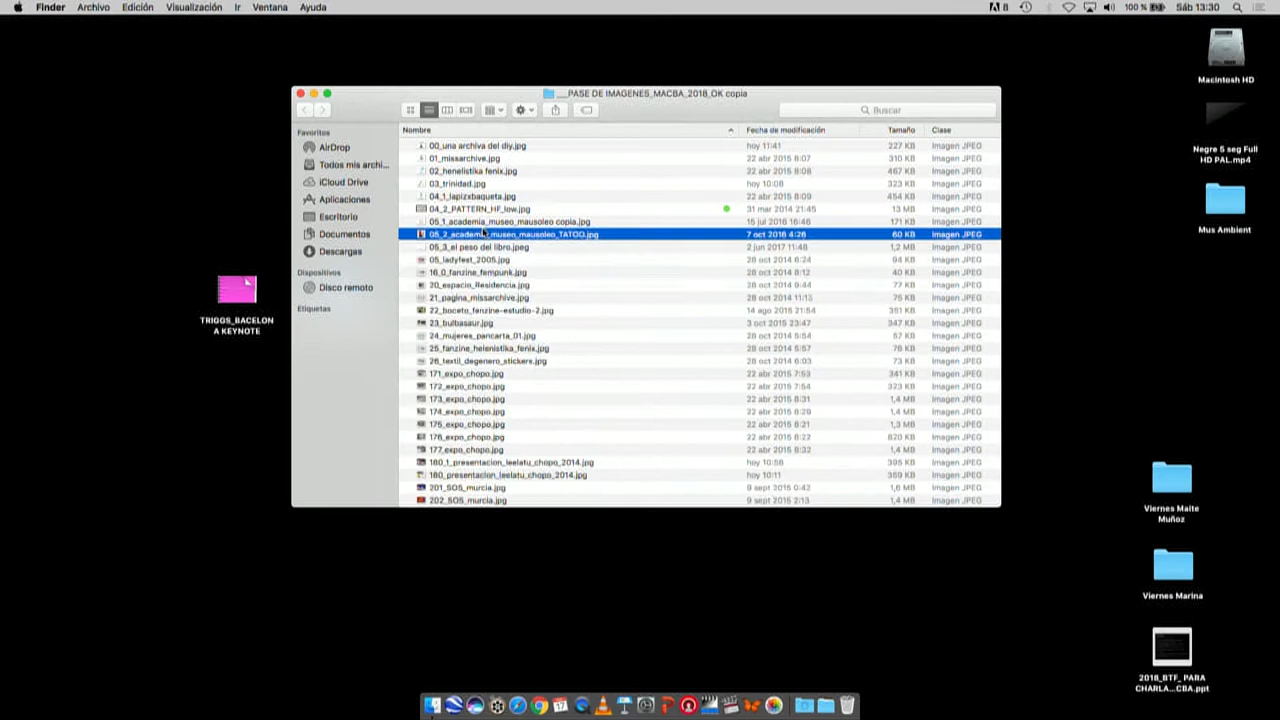 Finder Archivo Edición Visualización Ir Ventana Ayuda
8 100 % Sáb 13:30
___PASE DE IMAGENES_MACBA_2018_OK copia
Buscar
Nombre Fecha de modificación Tamaño Clase
Favoritos
AirDrop
Todos mis archi...
iCloud Drive
Aplicaciones
Escritorio
Documentos
Descargas
Dispositivos
Disco remoto
Etiquetas
00_una archiva del diy.jpg hoy 11:41 227 KB Imagen JPEG
01_missarchive.jpg 22 abr 2015 8:07 310 KB Imagen JPEG
02_henelistika fenix.jpg 22 abr 2015 8:08 467 KB Imagen JPEG
03_trinidad.jpg hoy 10:08 323 KB Imagen JPEG
04_1_lapizxbaqueta.jpg 22 abr 2015 8:09 454 KB Imagen JPEG
04_2_PATTERN_HF_low.jpg 31 mar 2014 21:45 13 MB Imagen JPEG
05_1_academia_museo_mausoleo copia.jpg 15 jul 2016 16:46 171 KB Imagen JPEG
05_2_academia_museo_mausoleo_TATOO.jpg 7 oct 2016 4:26 60 KB Imagen JPEG
05_3_el peso del libro.jpeg 2 jun 2017 11:48 1,2 MB Imagen JPEG
05_ladyfest_2005.jpg 28 oct 2014 6:24 94 KB Imagen JPEG
16_0_fanzine_fempunk.jpg 28 oct 2014 8:12 40 KB Imagen JPEG
20_espacio_Residencia.jpg 28 oct 2014 9:44 77 KB Imagen JPEG
21_pagina_missarchive.jpg 28 oct 2014 11:13 75 KB Imagen JPEG
22_boceto_fanzine-estudio-2.jpg 14 ago 2015 21:54 351 KB Imagen JPEG
23_bulbasaur.jpg 3 oct 2015 23:47 347 KB Imagen JPEG
24_mujeres_pancarta_01.jpg 28 oct 2014 5:54 57 KB Imagen JPEG
25_fanzine_helenistika_fenix.jpg 28 oct 2014 5:57 76 KB Imagen JPEG
26_textil_degenero_stickers.jpg 28 oct 2014 6:03 73 KB Imagen JPEG
171_expo_chopo.jpg 22 abr 2015 7:53 341 KB Imagen JPEG
172_expo_chopo.jpg 22 abr 2015 7:54 323 KB Imagen JPEG
173_expo_chopo.jpg 22 abr 2015 8:31 1,4 MB Imagen JPEG
174_expo_chopo.jpg 22 abr 2015 8:29 1,4 MB Imagen JPEG
175_expo_chopo.jpg 22 abr 2015 8:21 1,3 MB Imagen JPEG
176_expo_chopo.jpg 22 abr 2015 8:22 820 KB Imagen JPEG
177_expo_chopo.jpg 22 abr 2015 8:32 1,4 MB Imagen JPEG
180_1_presentacion_leelatu_chopo_2014.jpg hoy 10:58 395 KB Imagen JPEG
180_presentacion_leelatu_chopo_2014.jpg hoy 10:11 359 KB Imagen JPEG
201_SOS_murcia.jpg 9 sept 2015 0:42 1,6 MB Imagen JPEG
202_SOS_murcia.jpg 9 sept 2015 2:13 1,4 MB Imagen JPEG
TRIGGS_BACELON
A KEYNOTE
Macintosh HD
Negre 5 seg Full
HD PAL.mp4
Mus Ambient
Viernes Maite
Muñoz
Viernes Marina
2018_BTF_ PARA
CHARLA...CBA.ppt
17